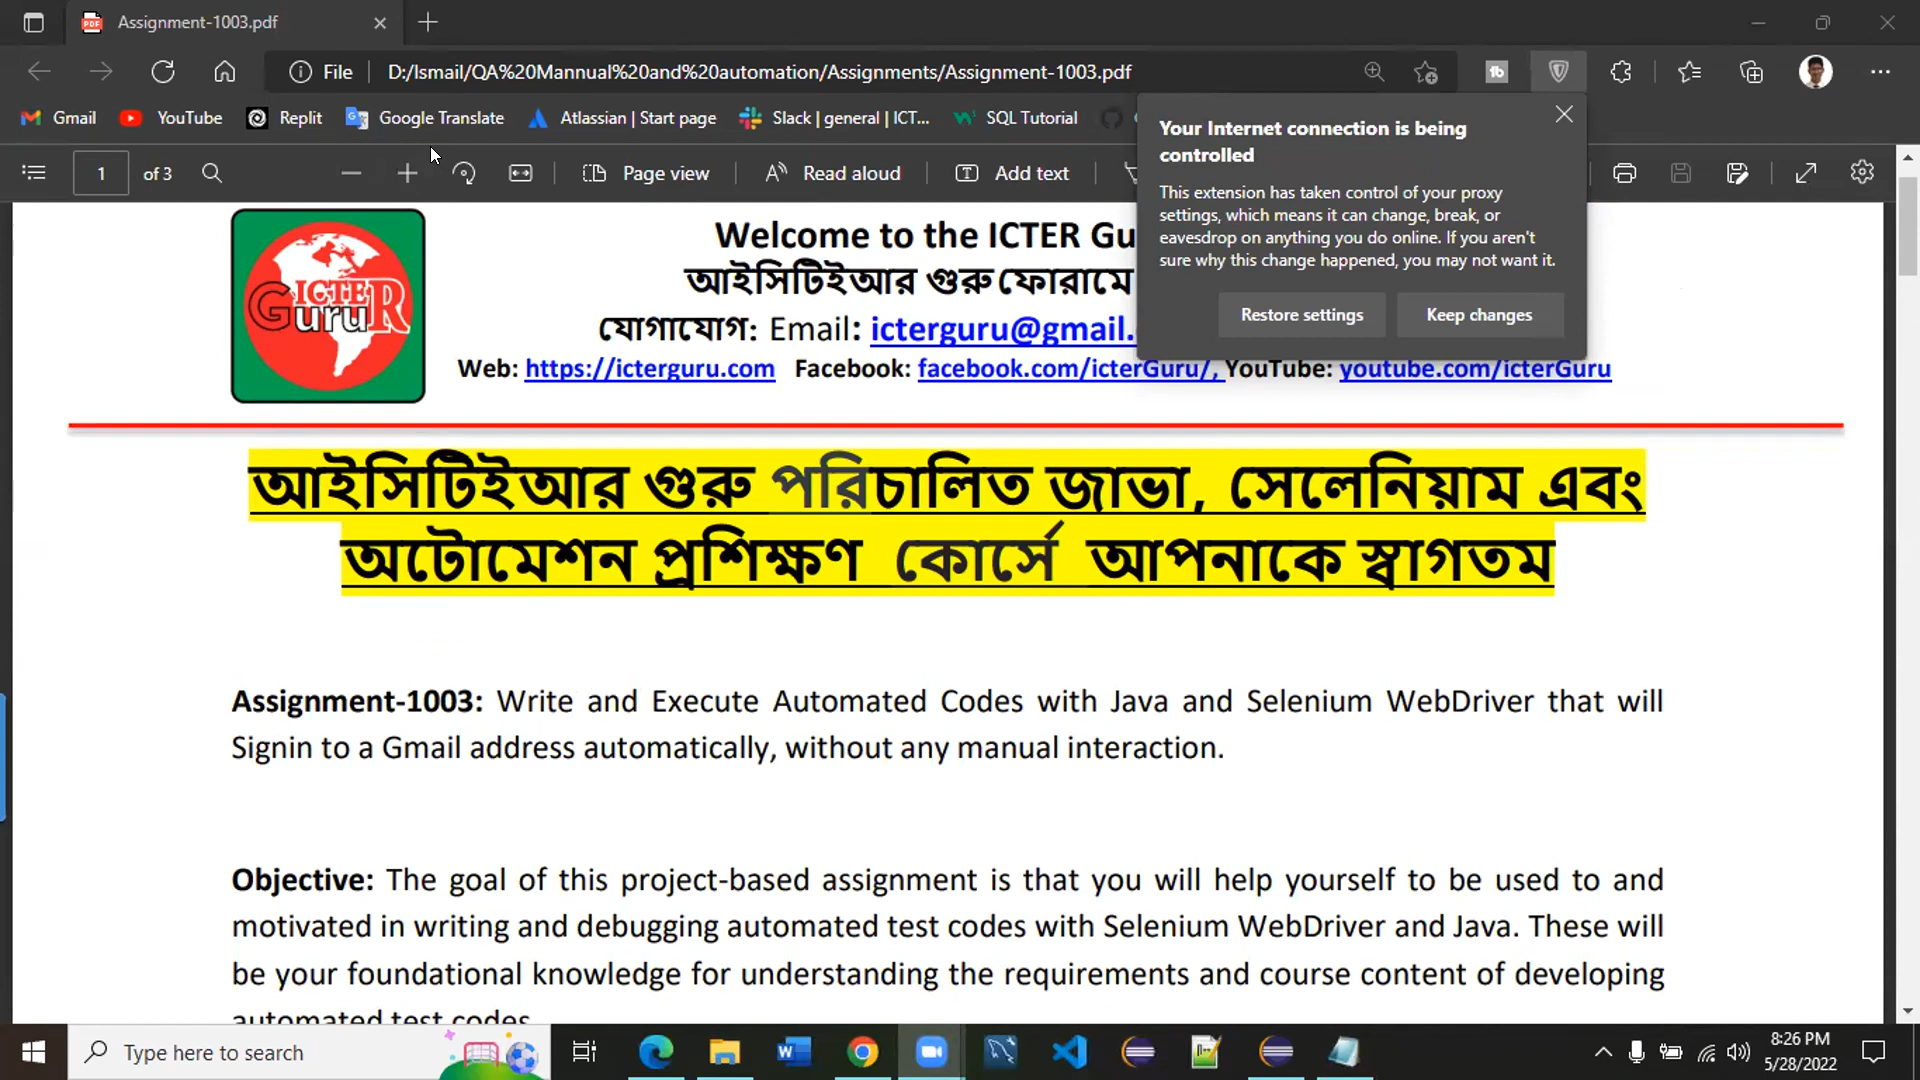 Assignment-1003.pdf
File
D:/Ismail/QA%20Mannual%20and%20automation/Assignments/Assignment-1003.pdf
Gmail
YouTube
Replit
Google Translate
Atlassian | Start page
Slack | general | ICT...
SQL Tutorial
Your Internet connection is being
controlled
This extension has taken control of your proxy
settings, which means it can change, break, or
eavesdrop on anything you do online. If you aren't
sure why this change happened, you may not want it.
Restore settings
Keep changes
1 of 3
Page view
Read aloud
Add text
ICTER
GuruR
Welcome to the ICTER Gu
আইসিটিইআর গুরু ফোরামে
যোগাযোগ: Email: icterguru@gmail.
Web: https://icterguru.com Facebook: facebook.com/icterGuru/, YouTube: youtube.com/icterGuru
আইসিটিইআর গুরু পরিচালিত জাভা, সেলেনিয়াম এবং
অটোমেশন প্রশিক্ষণ কোর্সে আপনাকে স্বাগতম
Assignment-1003: Write and Execute Automated Codes with Java and Selenium WebDriver that will
Signin to a Gmail address automatically, without any manual interaction.
Objective: The goal of this project-based assignment is that you will help yourself to be used to and
motivated in writing and debugging automated test codes with Selenium WebDriver and Java. These will
be your foundational knowledge for understanding the requirements and course content of developing
automated test codes.
Type here to search
8:26 PM
5/28/2022